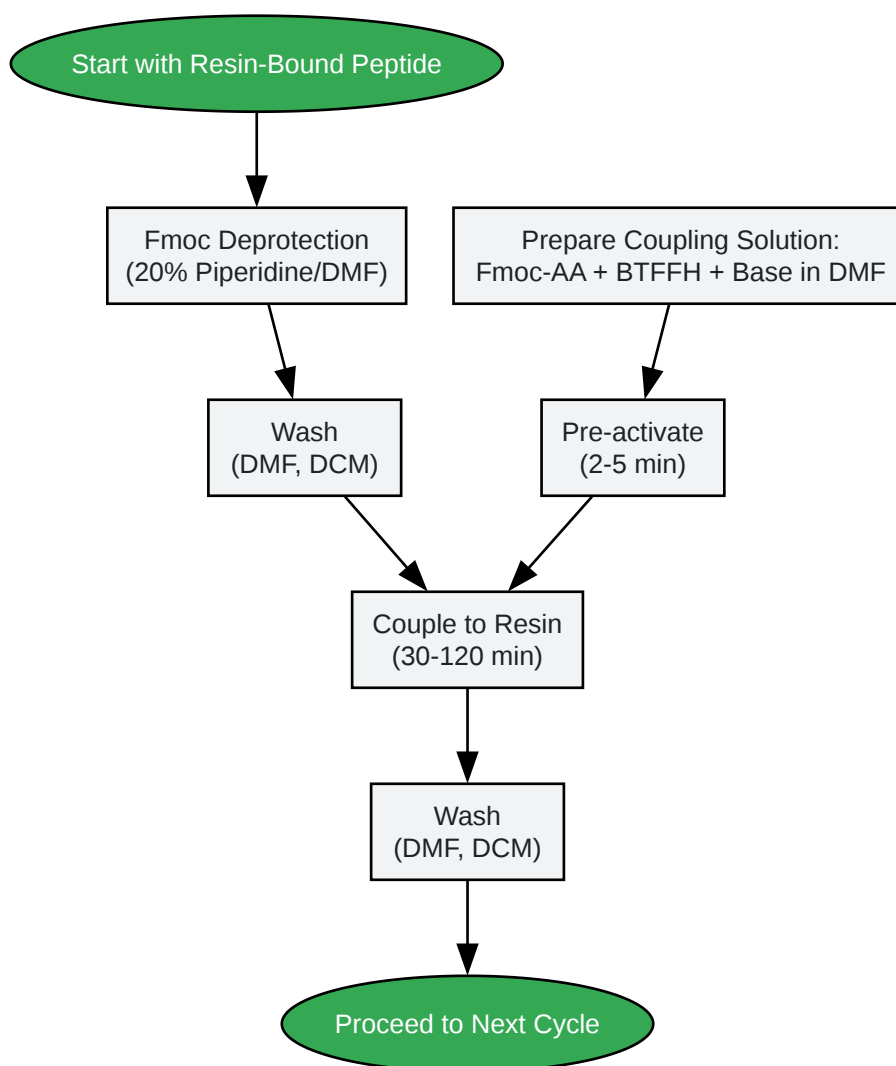 Start with Resin-Bound Peptide
Fmoc Deprotection
(20% Piperidine/DMF)
Prepare Coupling Solution:
Fmoc-AA + BTFFH + Base in DMF
Wash
(DMF, DCM)
Pre-activate
(2-5 min)
Couple to Resin
(30-120 min)
Wash
(DMF, DCM)
Proceed to Next Cycle